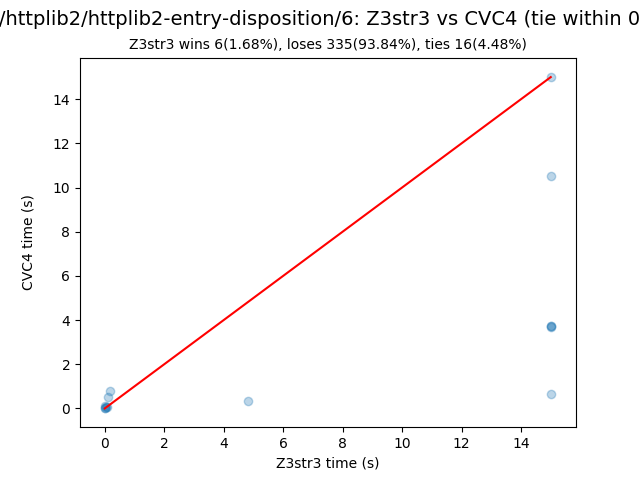 /httplib2/httplib2-entry-disposition/6: Z3str3 vs CVC4 (tie within 0
Z3str3 wins 6(1.68%), loses 335(93.84%), ties 16(4.48%)
14
12
10
8
6
4
2
0
CVC4 time (s)
0 2 4 6 8 10 12 14
Z3str3 time (s)